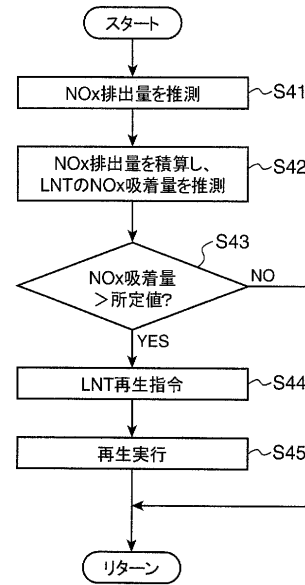 スタート
NOx排出量を推測
S41
NOx排出量を積算し、
LNTのNOx吸着量を推測
S42
S43
NOx吸着量
>所定値?
NO
YES
LNT再生指令
S44
再生実行
S45
リターン